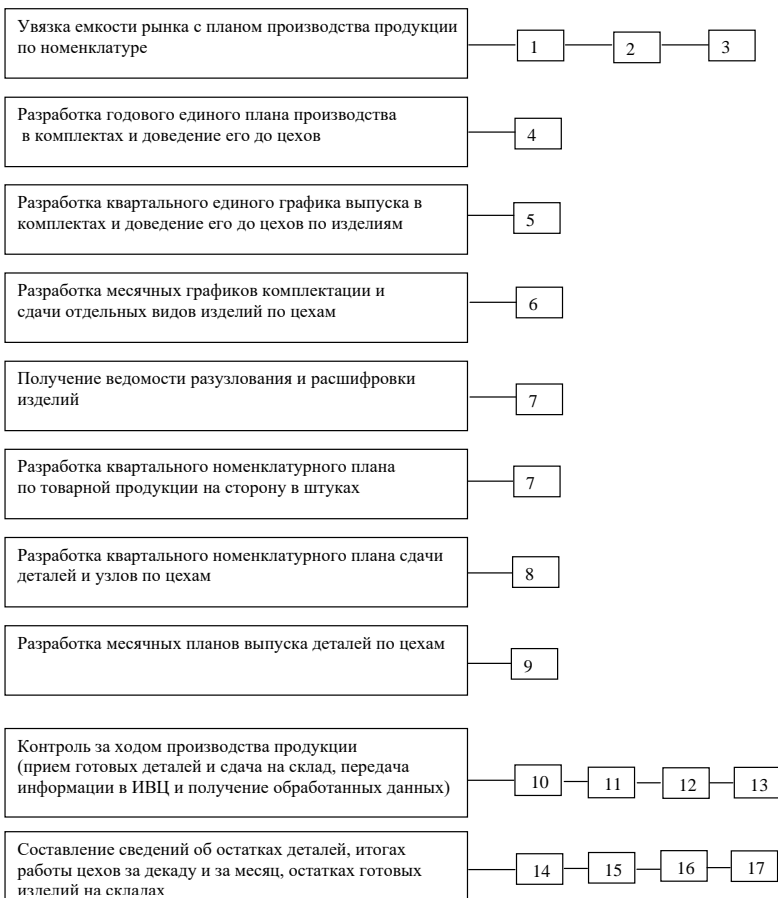 Увязка емкости рынка с планом производства продукции
по номенклатуре
1 2 3
Разработка годового единого плана производства
в комплектах и доведение его до цехов
4
Разработка квартального единого графика выпуска в
комплектах и доведение его до цехов по изделиям
5
Разработка месячных графиков комплектации и
сдачи отдельных видов изделий по цехам
6
Получение ведомости разузлования и расшифровки
изделий
7
Разработка квартального номенклатурного плана
по товарной продукции на сторону в штуках
7
Разработка квартального номенклатурного плана сдачи
деталей и узлов по цехам
8
Разработка месячных планов выпуска деталей по цехам
9
Контроль за ходом производства продукции
(прием готовых деталей и сдача на склад, передача
информации в ИВЦ и получение обработанных данных)
10 11 12 13
Составление сведений об остатках деталей, итогах
работы цехов за декаду и за месяц, остатках готовых
изделий на складах
14 15 16 17